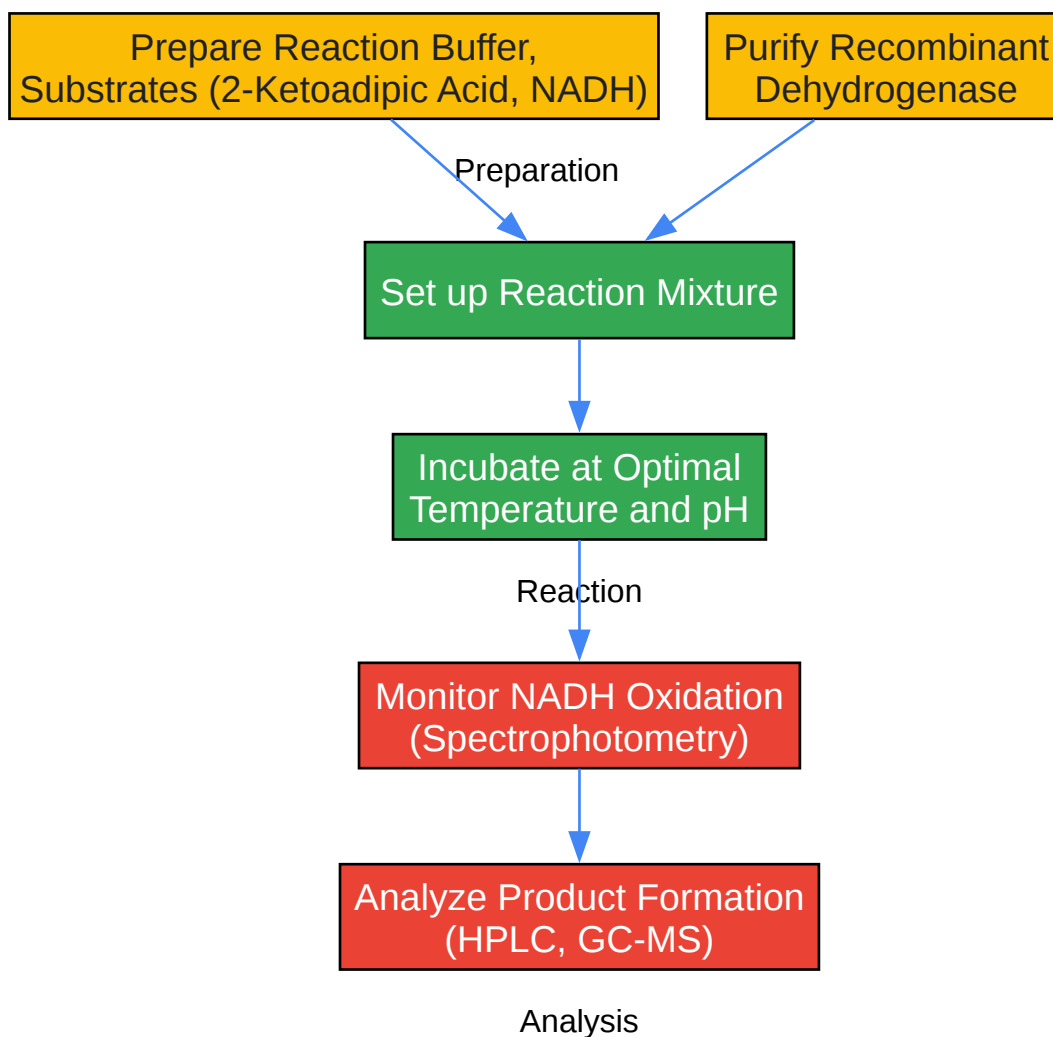 Prepare Reaction Buffer,
Substrates (2-Ketoadipic Acid, NADH)
Purify Recombinant
Dehydrogenase
Preparation
Set up Reaction Mixture
Incubate at Optimal
Temperature and pH
Reaction
Monitor NADH Oxidation
(Spectrophotometry)
Analyze Product Formation
(HPLC, GC-MS)
Analysis